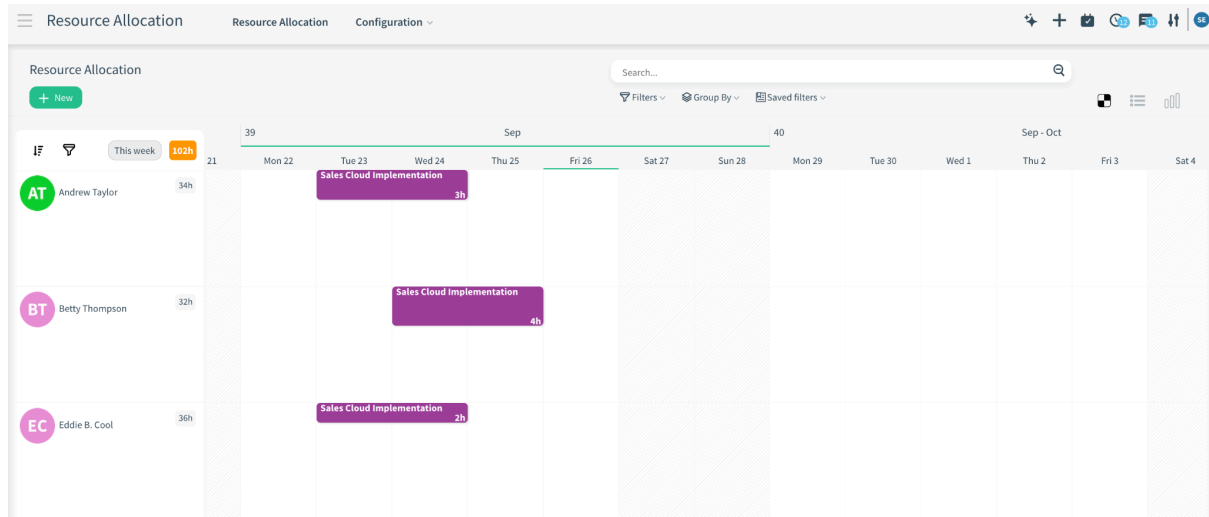 Resource Allocation Resource Allocation Configuration 12 11 SE
Resource Allocation Search...
+ New Filters Group By Saved filters
39 Sep 40 Sep - Oct
This week 102h 21 Mon 22 Tue 23 Wed 24 Thu 25 Fri 26 Sat 27 Sun 28 Mon 29 Tue 30 Wed 1 Thu 2 Fri 3 Sat 4
Sales Cloud Implementation
AT Andrew Taylor 34h 3h
Sales Cloud Implementation
BT Betty Thompson 32h 4h
Sales Cloud Implementation
EC Eddie B. Cool 36h 2h